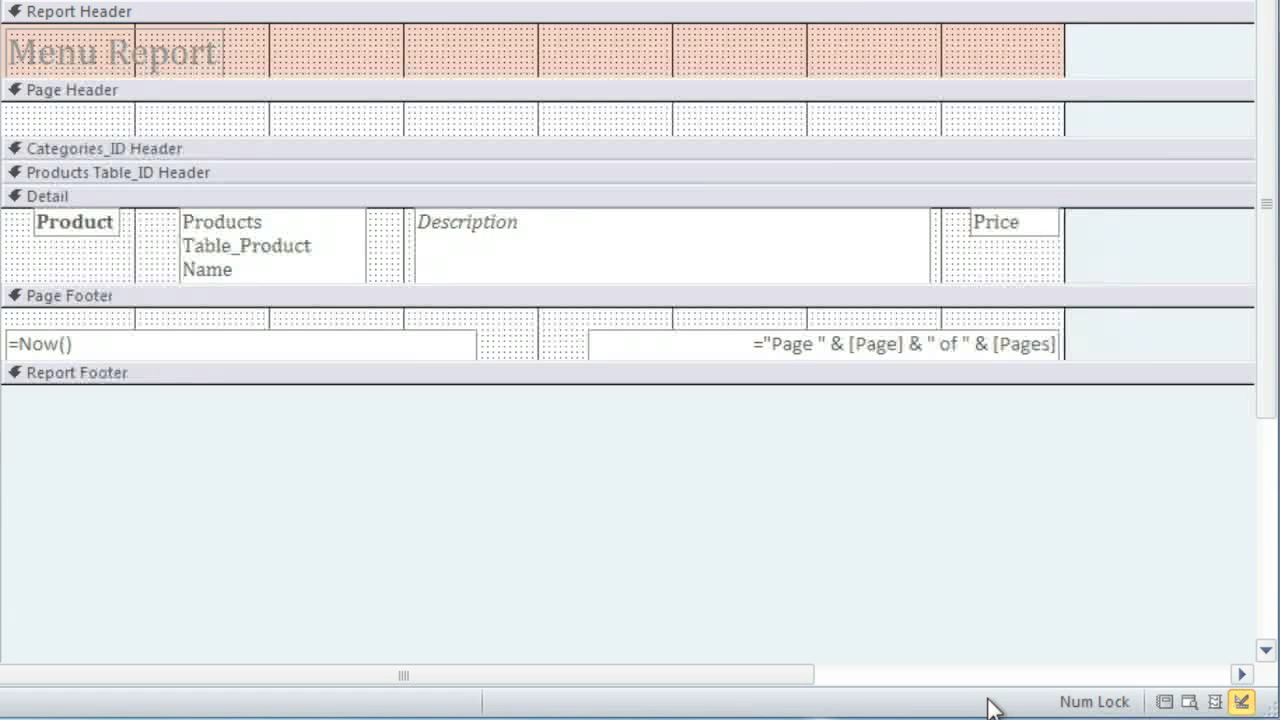 Report Header
Menu Report
Page Header
Categories_ID Header
Products Table_ID Header
Detail
Product
Products
Table_Product
Name
Description
Price
Page Footer
=Now()
="Page " & [Page] & " of " & [Pages]
Report Footer
Num Lock